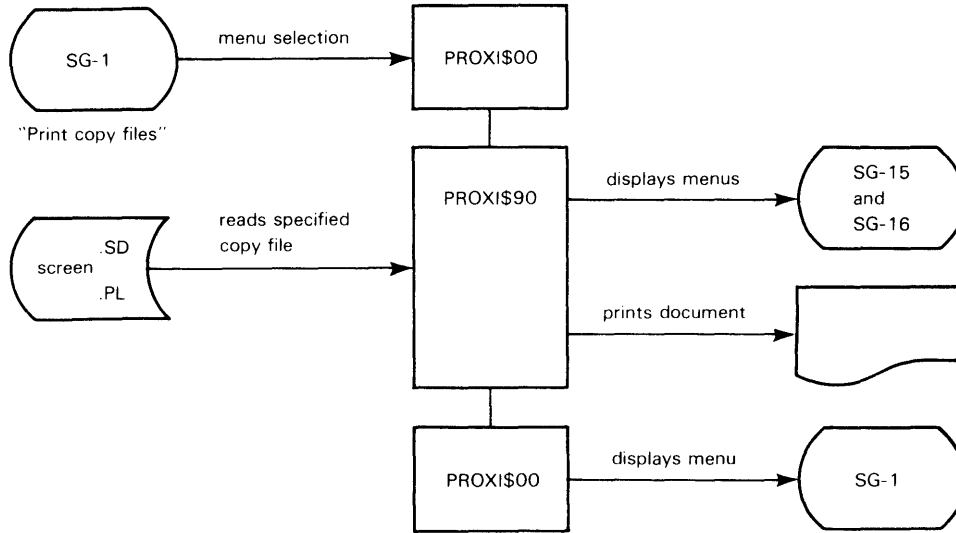 SG-1
menu selection
PROXI$00
"Print copy files"
PROXI$90
displays menus
SG-15
and
SG-16
reads specified
copy file
.SD
screen
.PL
prints document
PROXI$00
displays menu
SG-1